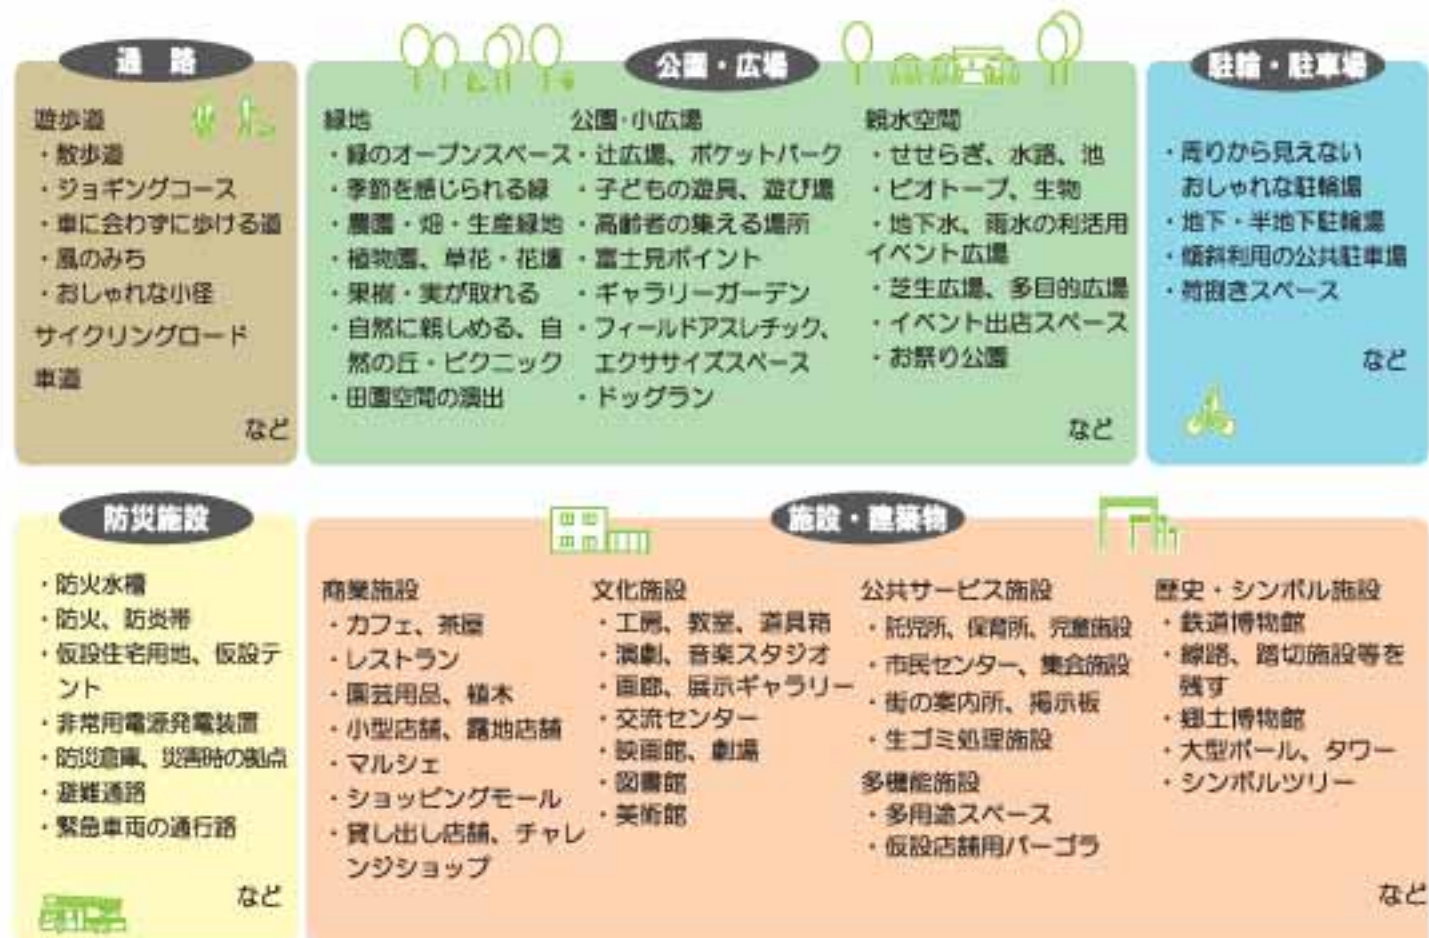 通 路
遊歩道
・散歩道
・ジョギングコース
・車に会わずに歩ける道
・風のみち
・おしゃれな小径
サイクリングロード
車道
など
公園・広場
緑地
・緑のオープンスペース
・季節を感じられる緑
・農園・畑・生産緑地
・植物園、草花・花壇
・果樹・実が取れる
・自然に親しめる、自
然の丘・ピクニック
・田園空間の演出
公園・小広場
・辻広場、ポケットパーク
・子どもの遊具、遊び場
・高齢者の集える場所
・富士見ポイント
・ギャラリーガーデン
・フィールドアスレチック、
エクササイズスペース
・ドッグラン
親水空間
・せせらぎ、水路、池
・ビオトープ、生物
・地下水、雨水の利活用
イベント広場
・芝生広場、多目的広場
・イベント出店スペース
・お祭り公園
など
駐輪・駐車場
・周りから見えない
おしゃれな駐輪場
・地下・半地下駐輪場
・傾斜利用の公共駐車場
・荷捌きスペース
など
防災施設
・防火水槽
・防火、防炎帯
・仮設住宅用地、仮設テ
ント
・非常用電源発電装置
・防災倉庫、災害時の拠点
・避難通路
・緊急車両の通行路
など
施設・建築物
商業施設
・カフェ、茶屋
・レストラン
・園芸用品、植木
・小型店舗、露地店舗
・マルシェ
・ショッピングモール
・貸し出し店舗、チャレ
ンジショップ
文化施設
・工房、教室、道具箱
・演劇、音楽スタジオ
・画廊、展示ギャラリー
・交流センター
・映画館、劇場
・図書館
・美術館
公共サービス施設
・託児所、保育所、児童施設
・市民センター、集会施設
・街の案内所、掲示板
・生ゴミ処理施設
多機能施設
・多用途スペース
・仮設店舗用パーゴラ
歴史・シンボル施設
・鉄道博物館
・線路、踏切施設等を
残す
・郷土博物館
・大型ポール、タワー
・シンボルツリー
など